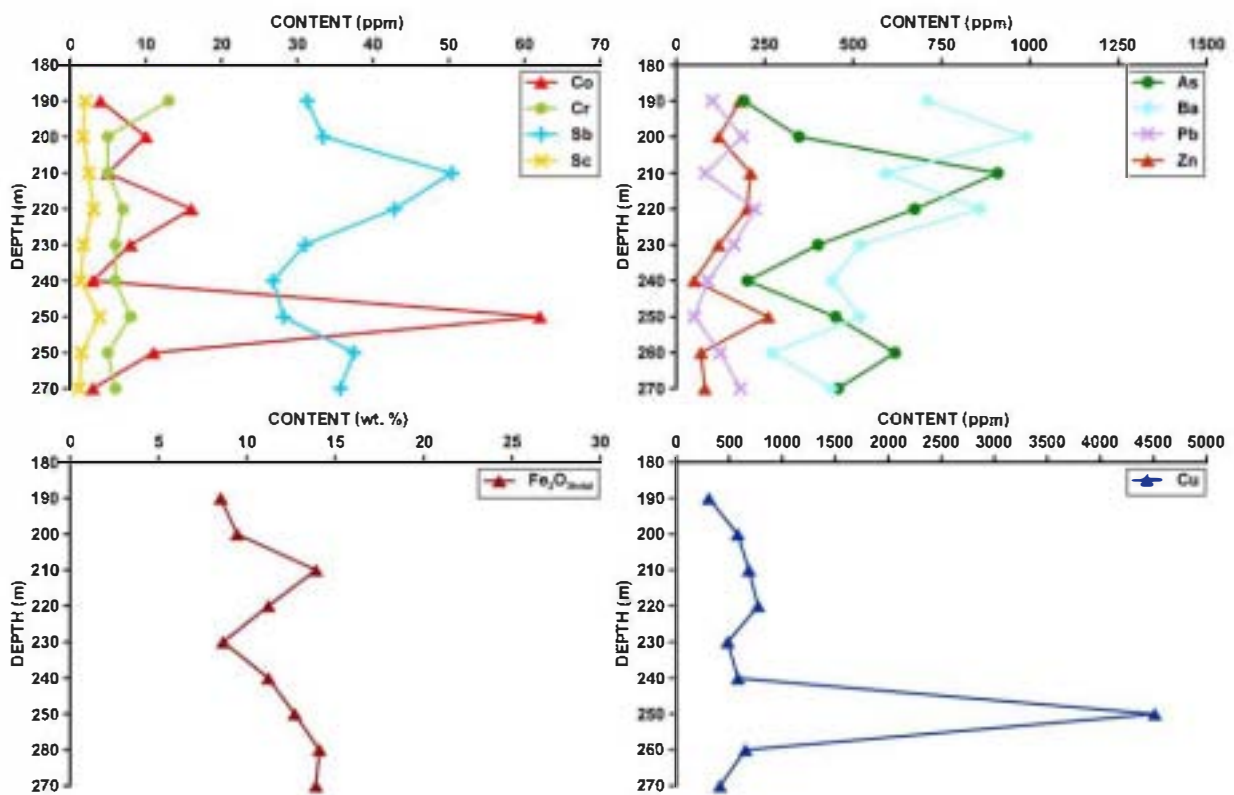 CONTENT (ppm)
0 10 20 30 40 50 60 70
DEPTH (m)
180
190
200
210
220
230
240
250
250
270
Co
Cr
Sb
Sc
CONTENT (ppm)
0 250 500 750 1000 1250 1500
DEPTH (m)
180
190
200
210
220
230
240
250
260
270
As
Ba
Pb
Zn
CONTENT (wt. %)
0 5 10 15 20 25 30
DEPTH (m)
180
190
200
210
220
230
240
250
280
270
Fe₂O₃total
CONTENT (ppm)
0 500 1000 1500 2000 2500 3000 3500 4000 4500 5000
DEPTH (m)
180
190
200
210
220
230
240
250
260
270
Cu